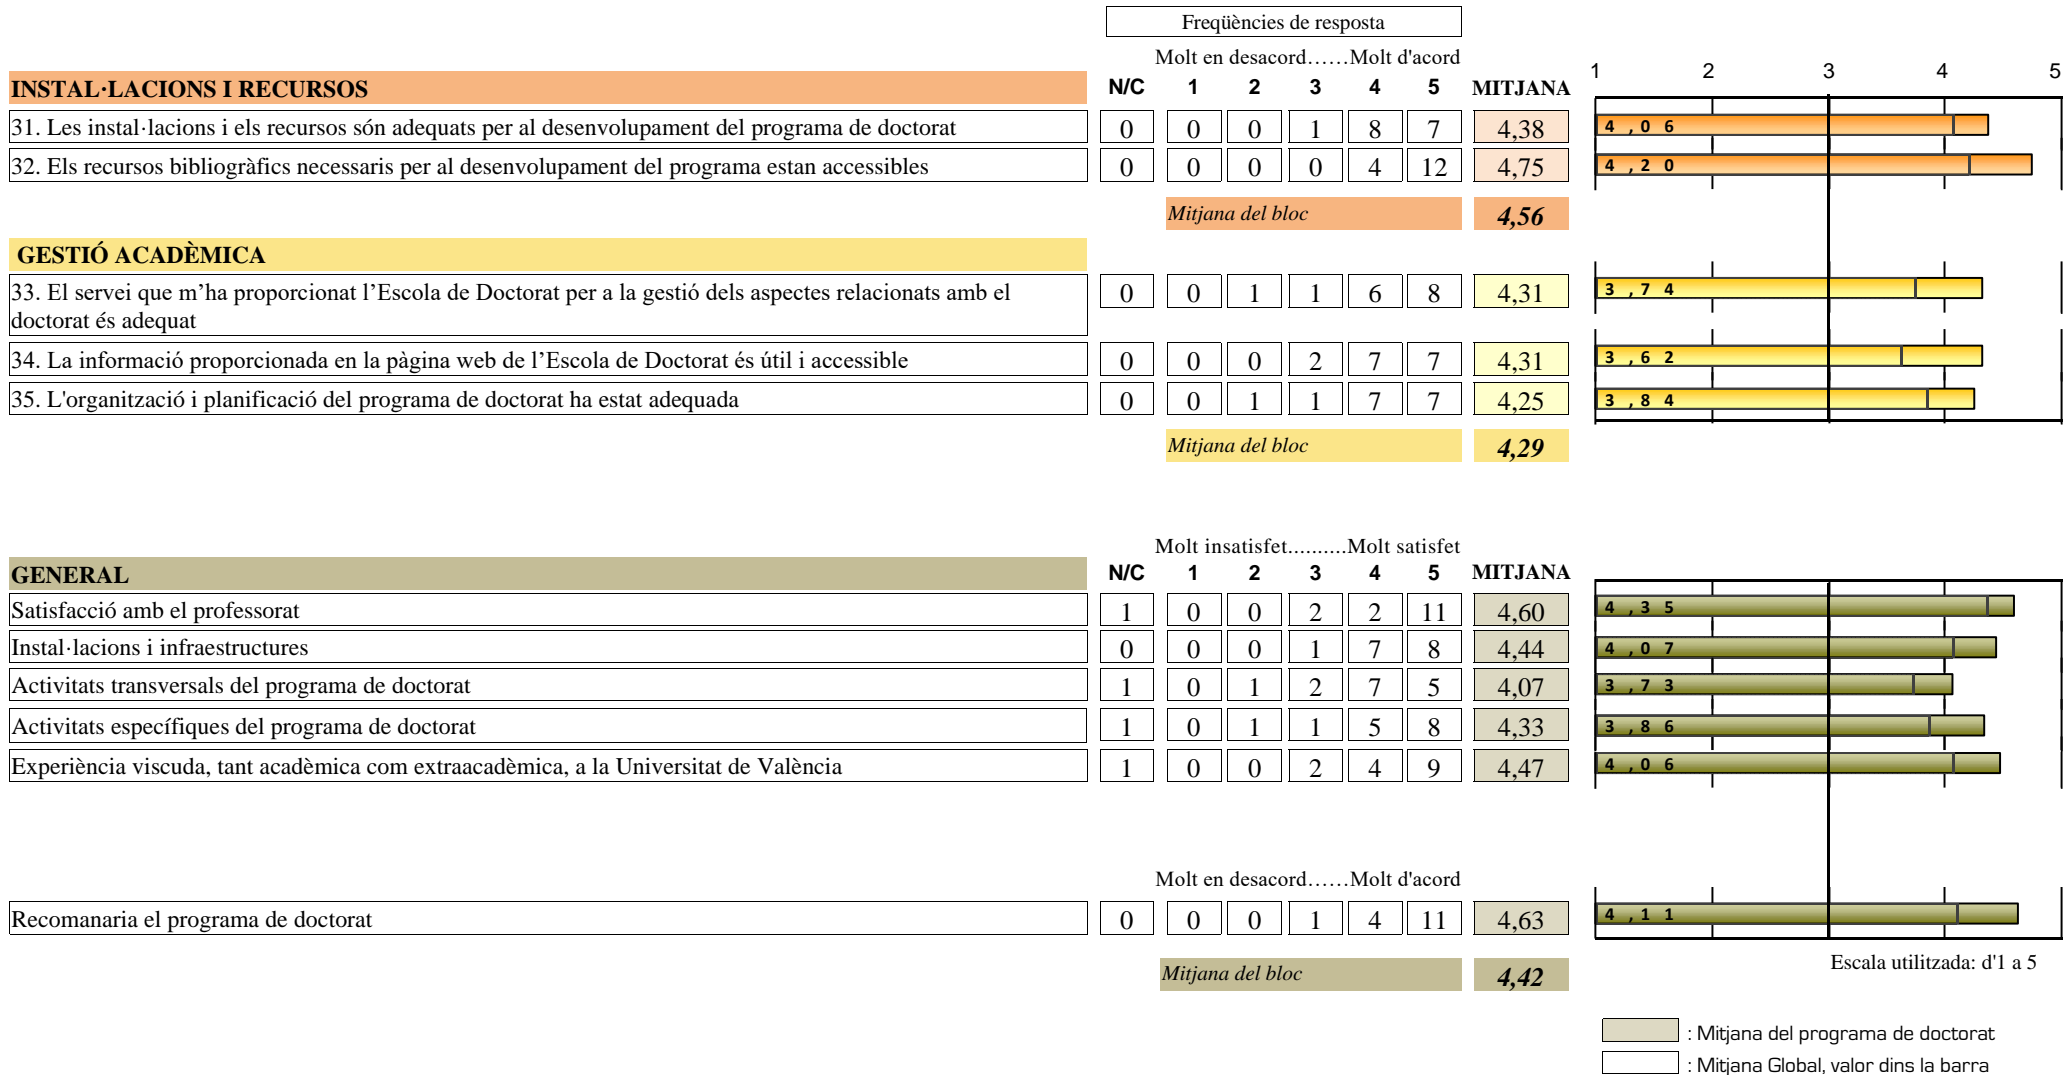 Freqüències de resposta
Molt en desacord……Molt d'acord
INSTAL·LACIONS I RECURSOS N/C 1 2 3 4 5 MITJANA 1 2 3 4 5
31. Les instal·lacions i els recursos són adequats per al desenvolupament del programa de doctorat 0 0 0 1 8 7 4,38 4,06
32. Els recursos bibliogràfics necessaris per al desenvolupament del programa estan accessibles 0 0 0 0 4 12 4,75 4,20
Mitjana del bloc 4,56
GESTIÓ ACADÈMICA
33. El servei que m’ha proporcionat l’Escola de Doctorat per a la gestió dels aspectes relacionats amb el
doctorat és adequat 0 0 1 1 6 8 4,31 3,74
34. La informació proporcionada en la pàgina web de l’Escola de Doctorat és útil i accessible 0 0 0 2 7 7 4,31 3,62
35. L'organització i planificació del programa de doctorat ha estat adequada 0 0 1 1 7 7 4,25 3,84
Mitjana del bloc 4,29
Molt insatisfet..........Molt satisfet
GENERAL N/C 1 2 3 4 5 MITJANA
Satisfacció amb el professorat 1 0 0 2 2 11 4,60 4,35
Instal·lacions i infraestructures 0 0 0 1 7 8 4,44 4,07
Activitats transversals del programa de doctorat 1 0 1 2 7 5 4,07 3,73
Activitats específiques del programa de doctorat 1 0 1 1 5 8 4,33 3,86
Experiència viscuda, tant acadèmica com extraacadèmica, a la Universitat de València 1 0 0 2 4 9 4,47 4,06
Molt en desacord……Molt d'acord
Recomanaria el programa de doctorat 0 0 0 1 4 11 4,63 4,11
Mitjana del bloc 4,42
Escala utilitzada: d'1 a 5
: Mitjana del programa de doctorat
: Mitjana Global, valor dins la barra